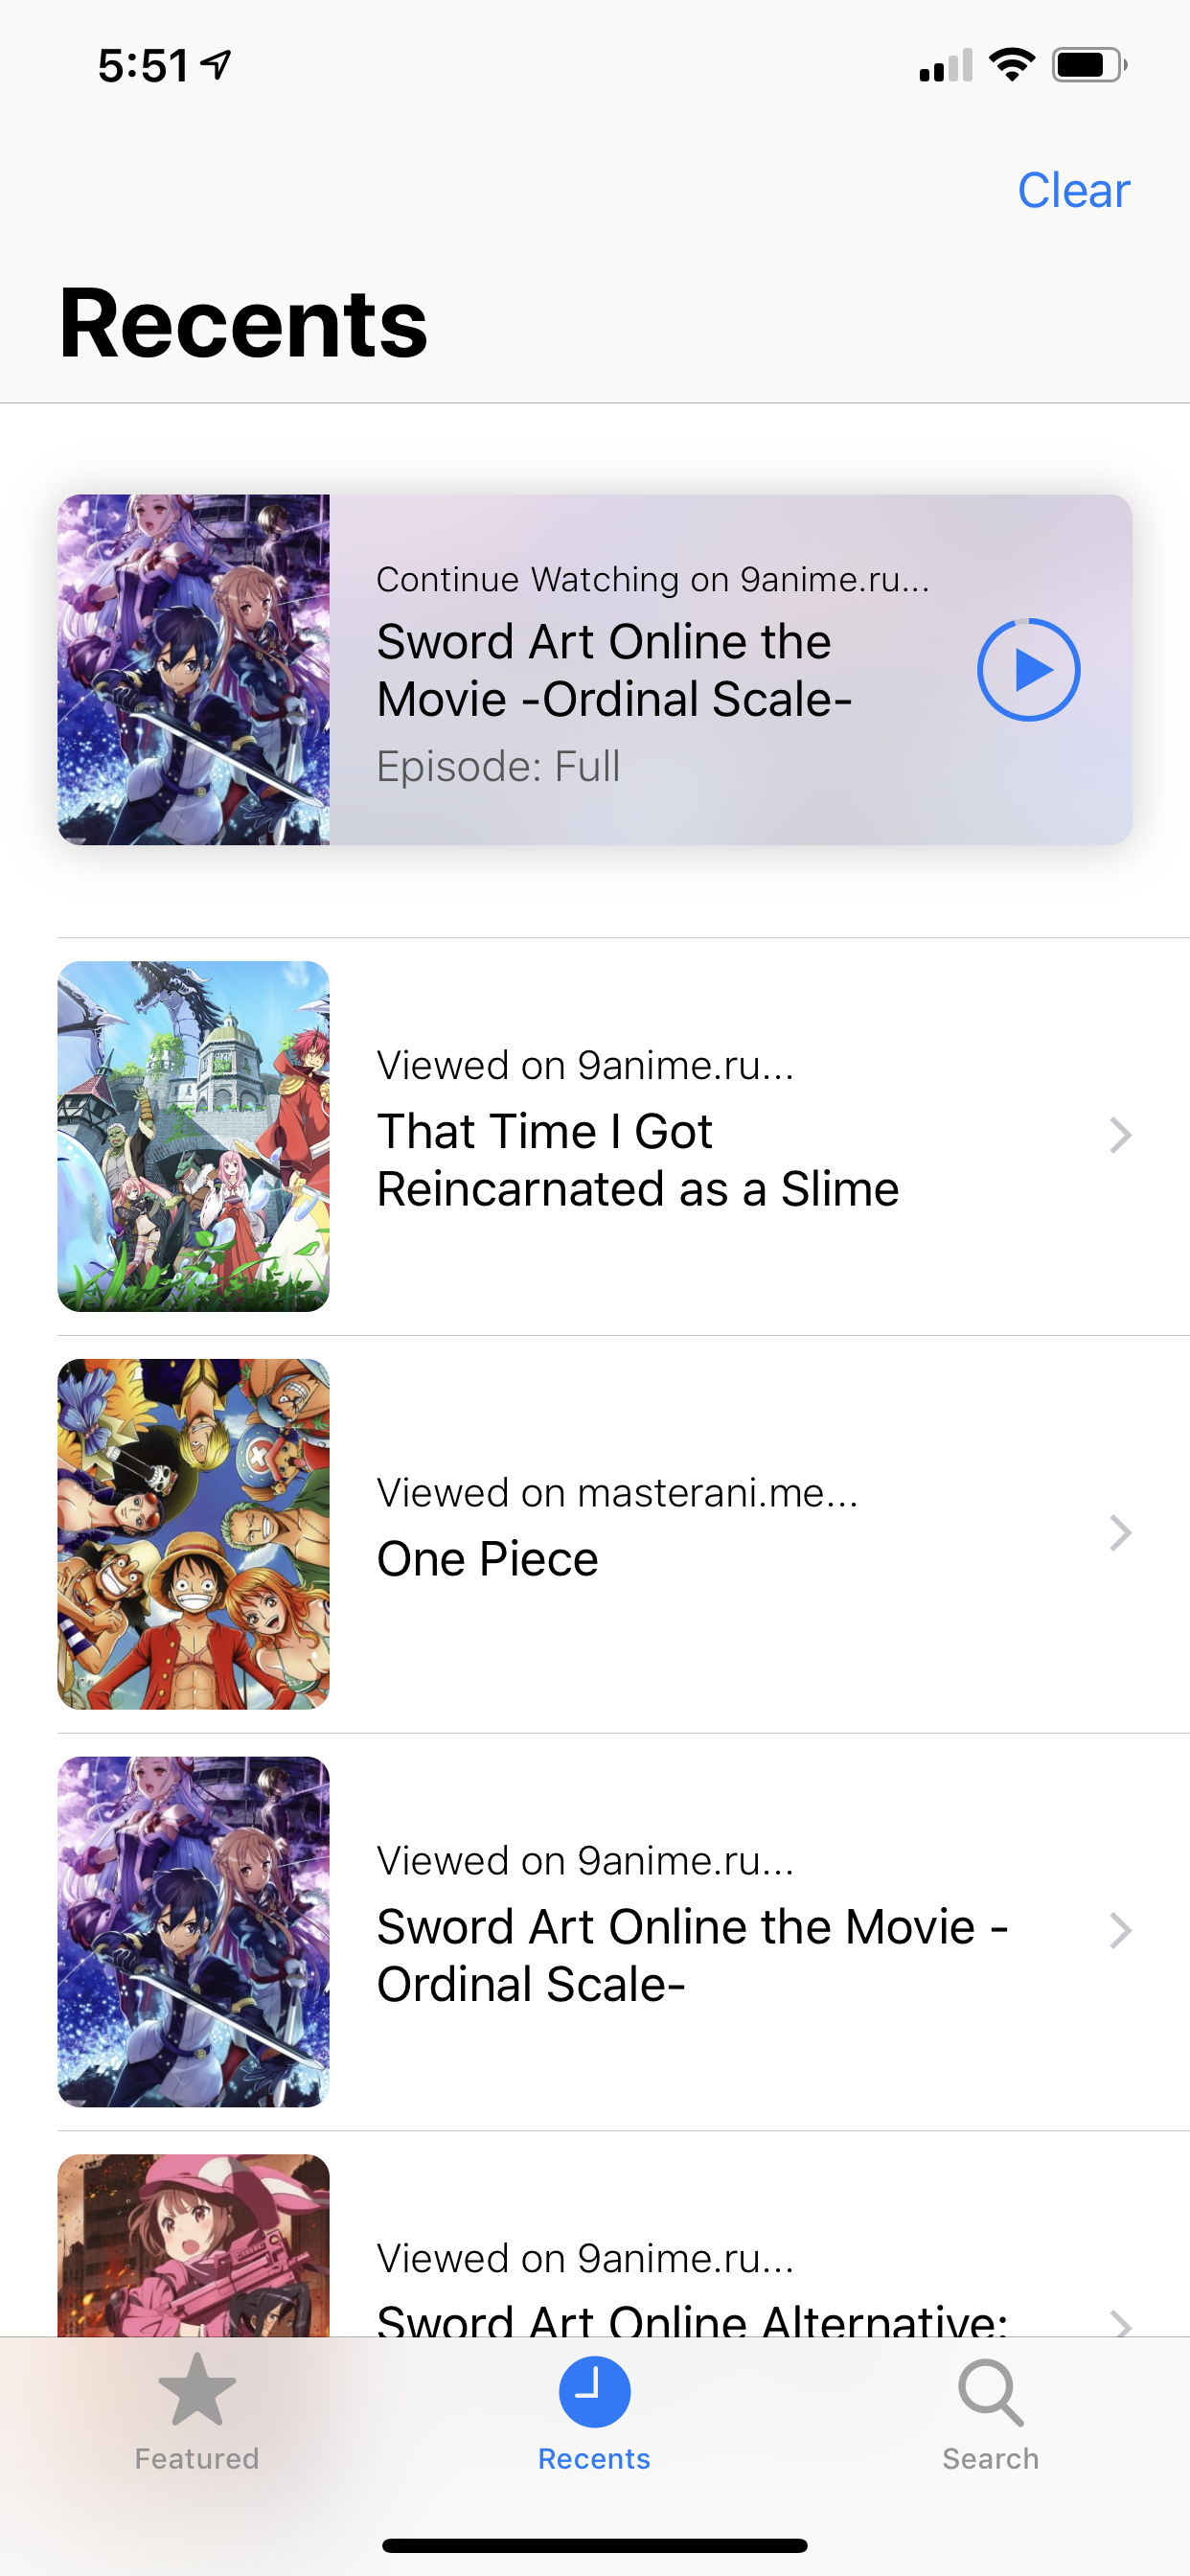 5:51
Clear
Recents
Continue Watching on 9anime.ru...
Sword Art Online the
Movie -Ordinal Scale-
Episode: Full
Viewed on 9anime.ru...
That Time I Got
Reincarnated as a Slime
Viewed on masterani.me...
One Piece
Viewed on 9anime.ru...
Sword Art Online the Movie -
Ordinal Scale-
Viewed on 9anime.ru...
Sword Art Online Alternative:
Featured
Recents
Search